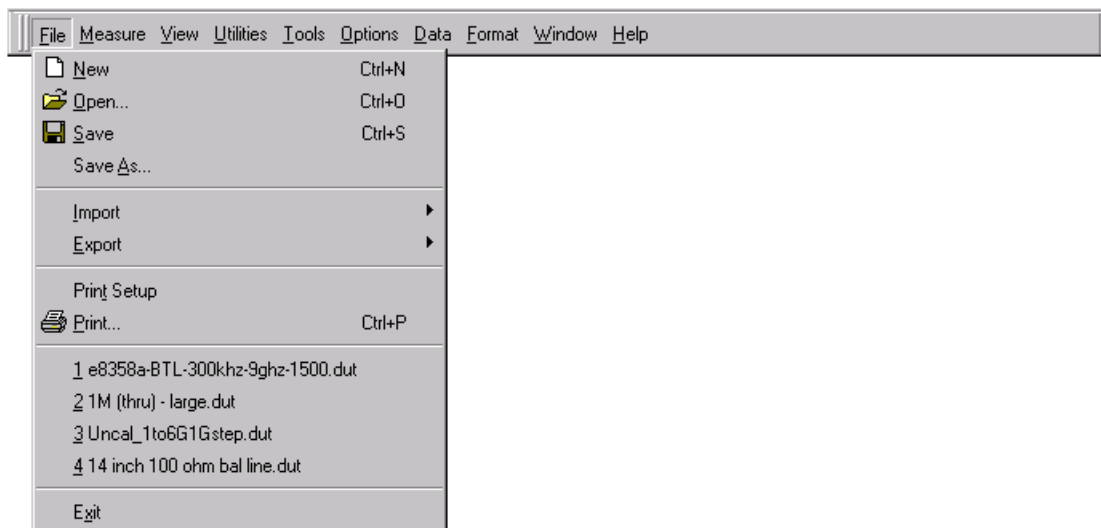 File Measure View Utilities Tools Options Data Format Window Help
New Ctrl+N
Open... Ctrl+O
Save Ctrl+S
Save As...
Import
Export
Print Setup
Print... Ctrl+P
1 e8358a-BTL-300khz-9ghz-1500.dut
2 1M (thru) - large.dut
3 Uncal_1to6G1Gstep.dut
4 14 inch 100 ohm bal line.dut
Exit